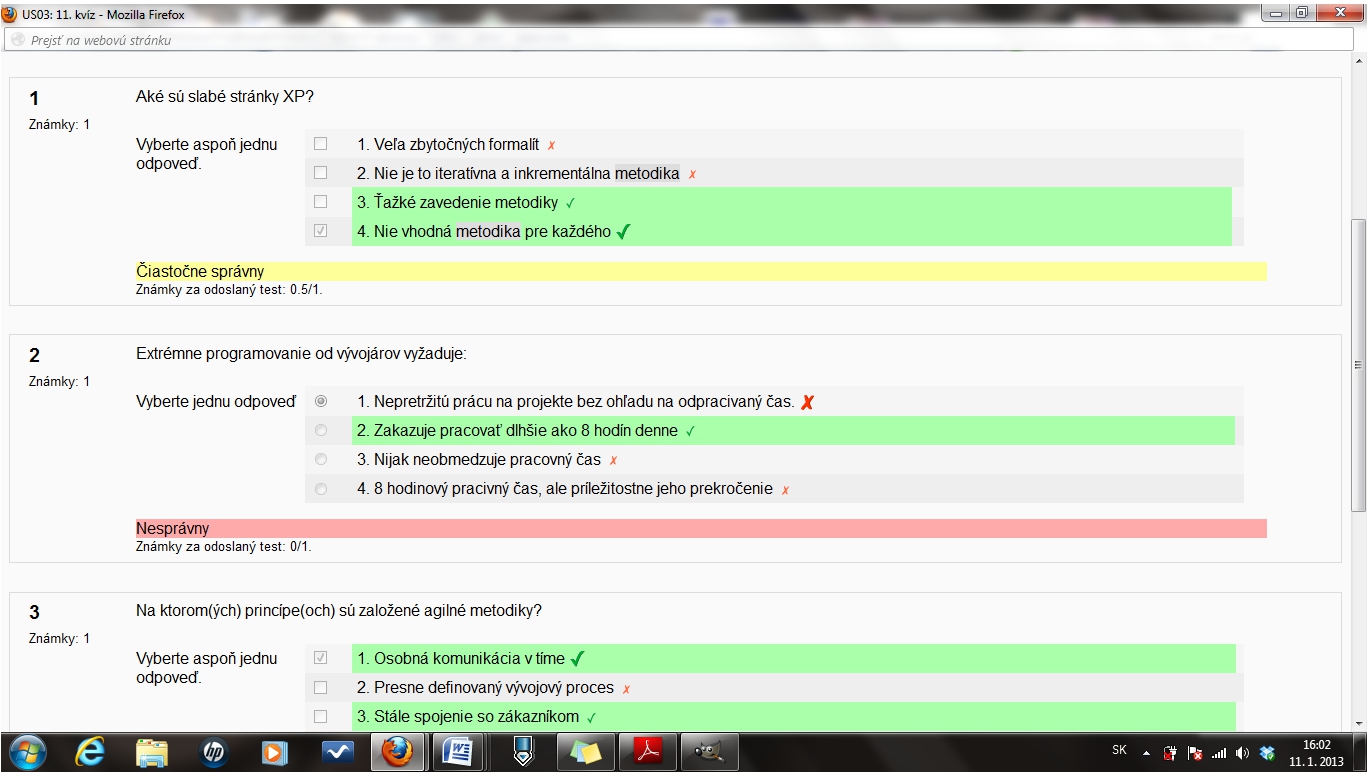 US03: 11. kvíz - Mozilla Firefox
Prejsť na webovú stránku
1
Aké sú slabé stránky XP?
Známky: 1
Vyberte aspoň jednu
odpoveď.
1. Veľa zbytočných formalít ✗
2. Nie je to iteratívna a inkrementálna metodika ✗
3. Ťažké zavedenie metodiky ✓
4. Nie vhodná metodika pre každého ✓
Čiastočne správny
Známky za odoslaný test: 0.5/1.
2
Extrémne programovanie od vývojárov vyžaduje:
Známky: 1
Vyberte jednu odpoveď
1. Nepretržitú prácu na projekte bez ohľadu na odpracivaný čas. ✗
2. Zakazuje pracovať dlhšie ako 8 hodín denne ✓
3. Nijak neobmedzuje pracovný čas ✗
4. 8 hodinový pracivný čas, ale príležitostne jeho prekročenie ✗
Nesprávny
Známky za odoslaný test: 0/1.
3
Na ktorom(ých) princípe(och) sú založené agilné metodiky?
Známky: 1
Vyberte aspoň jednu
odpoveď.
1. Osobná komunikácia v tíme ✓
2. Presne definovaný vývojový proces ✗
3. Stále spojenie so zákazníkom ✓
SK
16:02
11. 1. 2013